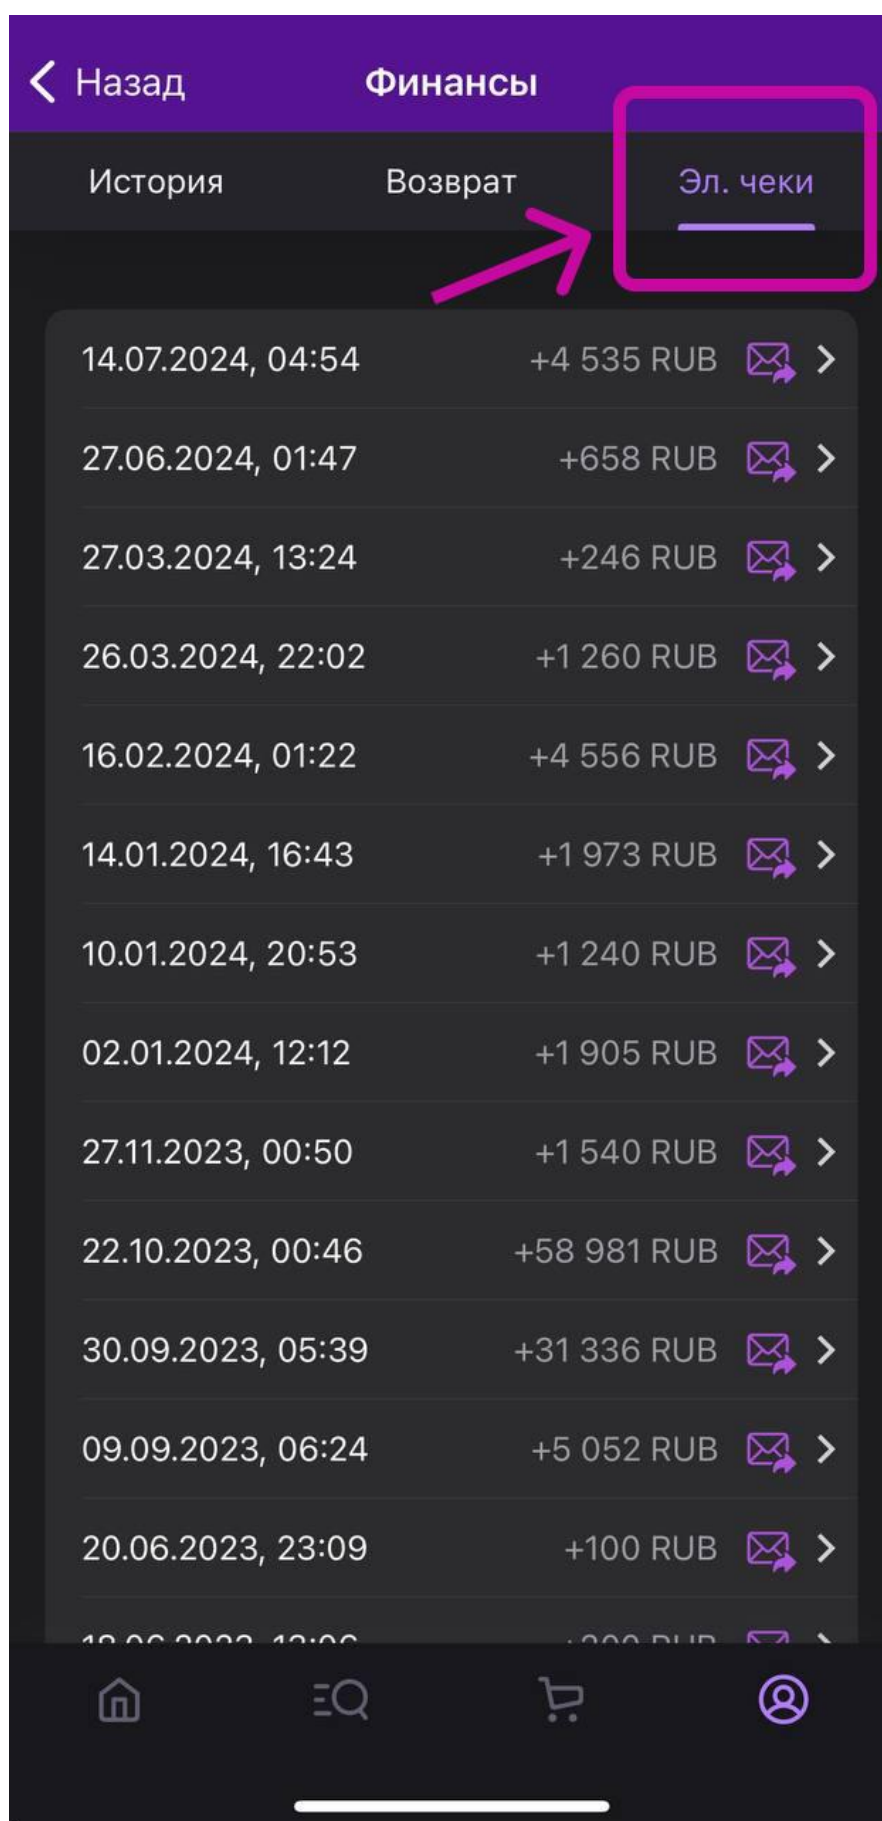 Назад Финансы
История Возврат Эл. чеки
14.07.2024, 04:54 +4 535 RUB
27.06.2024, 01:47 +658 RUB
27.03.2024, 13:24 +246 RUB
26.03.2024, 22:02 +1 260 RUB
16.02.2024, 01:22 +4 556 RUB
14.01.2024, 16:43 +1 973 RUB
10.01.2024, 20:53 +1 240 RUB
02.01.2024, 12:12 +1 905 RUB
27.11.2023, 00:50 +1 540 RUB
22.10.2023, 00:46 +58 981 RUB
30.09.2023, 05:39 +31 336 RUB
09.09.2023, 06:24 +5 052 RUB
20.06.2023, 23:09 +100 RUB